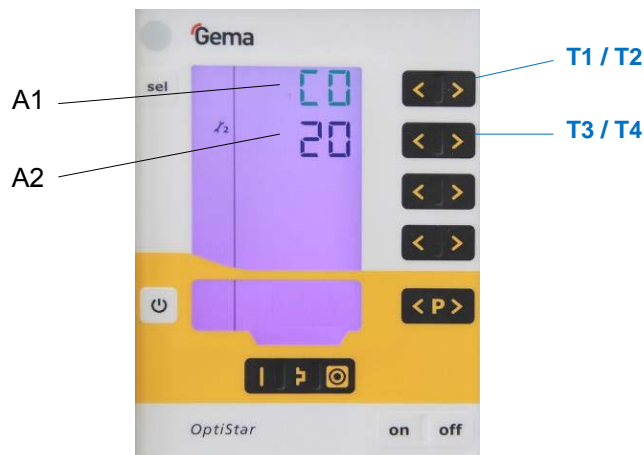 Gema
T1 / T2
sel
A1
C0
< >
T3 / T4
20
< >
A2
< >
< >
< P >
OptiStar
on off